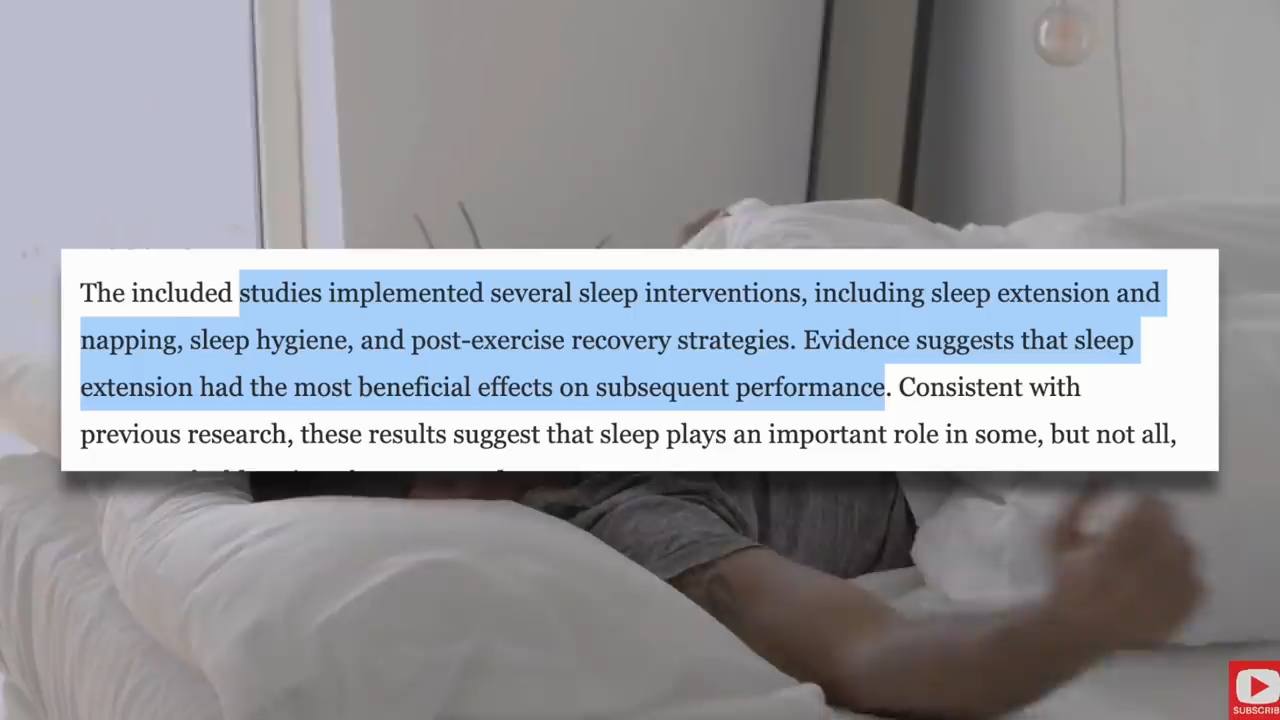 The included studies implemented several sleep interventions, including sleep extension and
napping, sleep hygiene, and post-exercise recovery strategies. Evidence suggests that sleep
extension had the most beneficial effects on subsequent performance. Consistent with
previous research, these results suggest that sleep plays an important role in some, but not all,